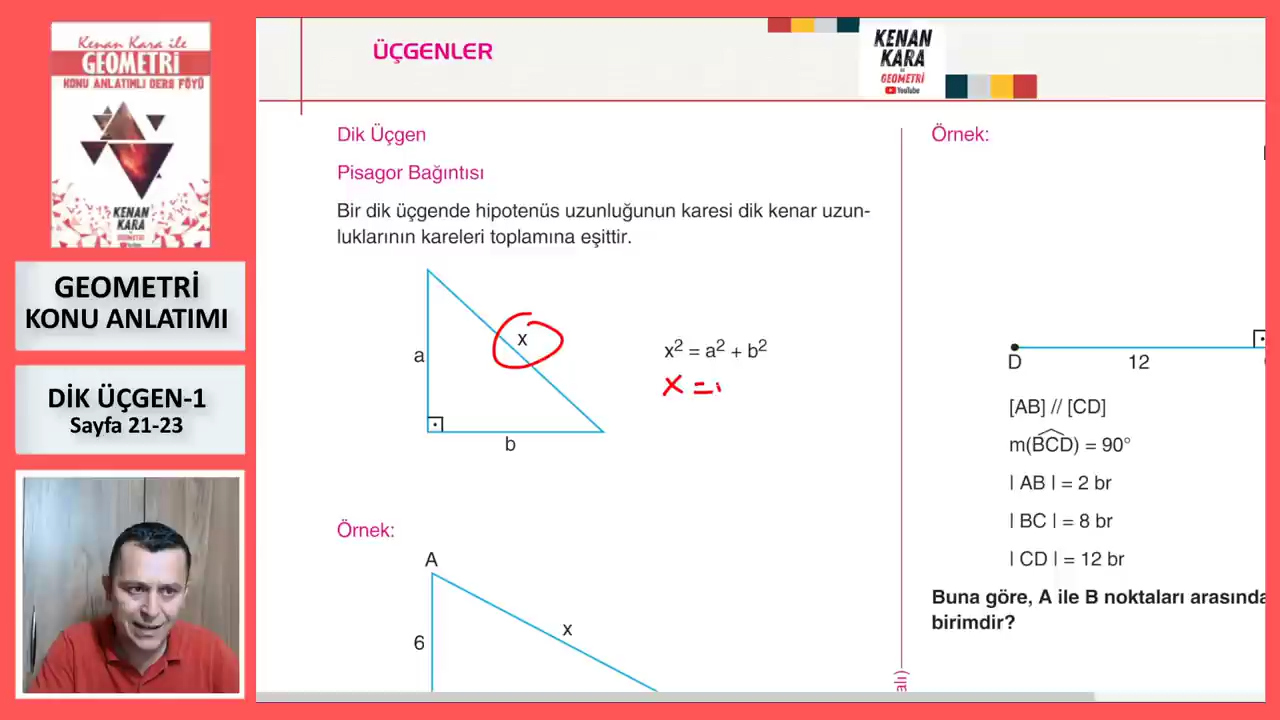 Kenan Kara ile
GEOMETRİ
KONU ANLATIMLI DERS FÖYÜ
KENAN
KARA
GEOMETRİ
YouTube
GEOMETRİ
KONU ANLATIMI
DİK ÜÇGEN-1
Sayfa 21-23
ÜÇGENLER
KENAN
KARA
ile
GEOMETRİ
YouTube
Dik Üçgen
Pisagor Bağıntısı
Bir dik üçgende hipotenüs uzunluğunun karesi dik kenar uzun-
luklarının kareleri toplamına eşittir.
x
a
b
x² = a² + b²
x =
Örnek:
A
6
x
Örnek:
D
12
[AB] // [CD]
m(BCD) = 90°
| AB | = 2 br
| BC | = 8 br
| CD | = 12 br
Buna göre, A ile B noktaları arasında
birimdir?